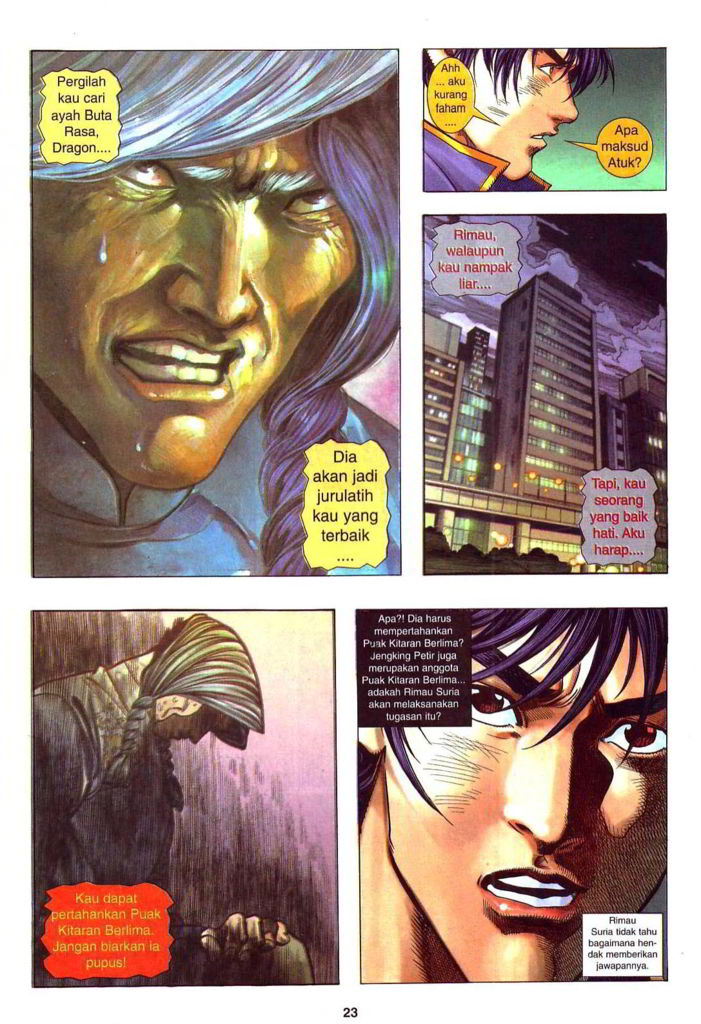 Pergilah
kau cari
ayah Buta
Rasa,
Dragon....
Dia
akan jadi
jurulatih
kau yang
terbaik
....
Ahh
... aku
kurang
faham
....
Apa
maksud
Atuk?
Rimau,
walaupun
kau nampak
liar....
Tapi, kau
seorang
yang baik
hati. Aku
harap....
Kau dapat
pertahankan Puak
Kitaran Berlima.
Jangan biarkan ia
pupus!
Apa?! Dia harus
mempertahankan
Puak Kitaran Berlima?
Jengking Petir juga
merupakan anggota
Puak Kitaran Berlima...
adakah Rimau Suria
akan melaksanakan
tugasan itu?
Rimau
Suria tidak tahu
bagaimana hen-
dak memberikan
jawapannya.
23